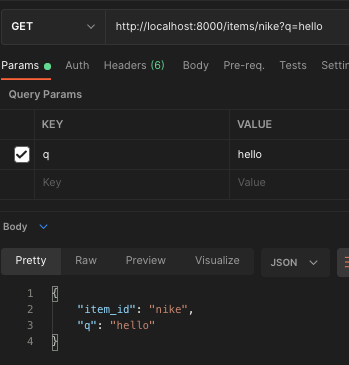 GET http://localhost:8000/items/nike?q=hello
Params Auth Headers (6) Body Pre-req. Tests Settin
Query Params
KEY VALUE
q hello
Key Value
Body
Pretty Raw Preview Visualize JSON
1 {
2 "item_id": "nike",
3 "q": "hello"
4 }